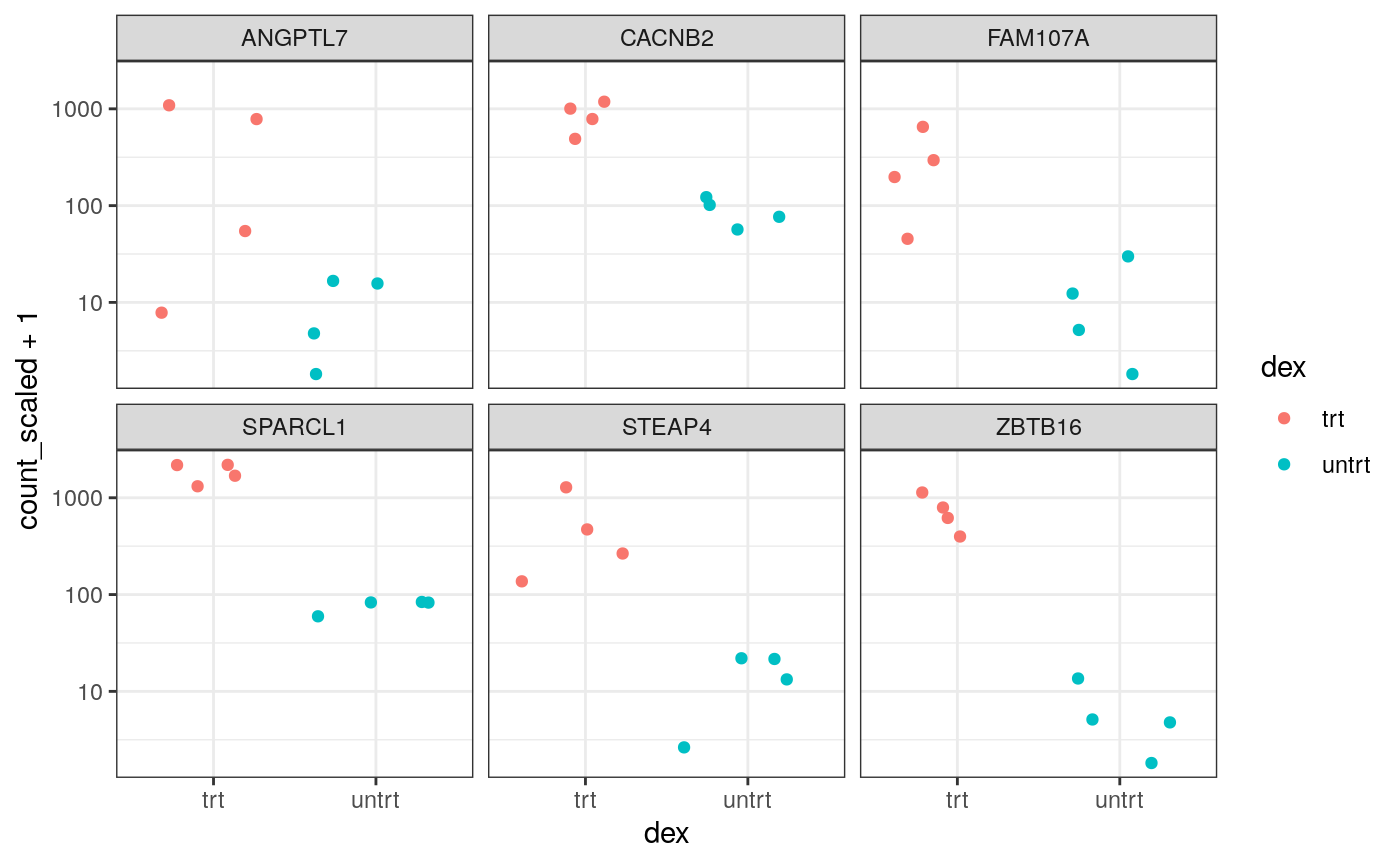 ANGPTL7 CACNB2 FAM107A
1000
100
10
SPARCL1 STEAP4 ZBTB16
1000
100
10
trt untrt trt untrt trt untrt
dex
count_scaled + 1
dex
trt
untrt